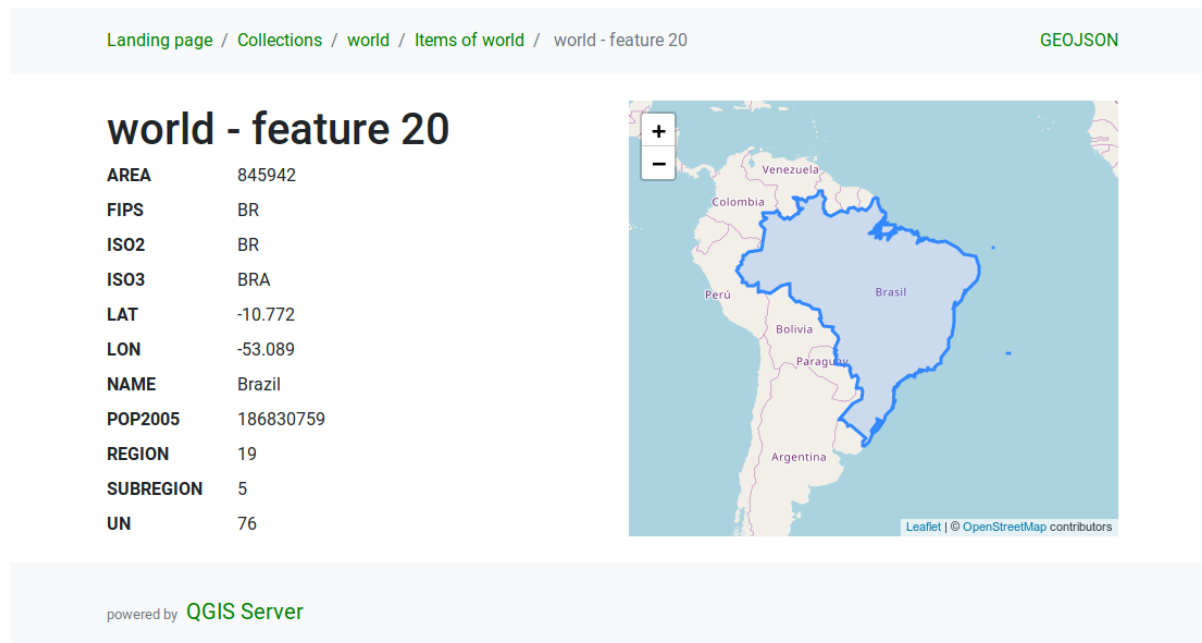 Landing page / Collections / world / Items of world / world - feature 20 GEOJSON
world - feature 20
AREA 845942
FIPS BR
ISO2 BR
ISO3 BRA
LAT -10.772
LON -53.089
NAME Brazil
POP2005 186830759
REGION 19
SUBREGION 5
UN 76
+
−
Venezuela
Colombia
Perú
Brasil
Bolivia
Paraguay
Argentina
Leaflet | © OpenStreetMap contributors
powered by QGIS Server